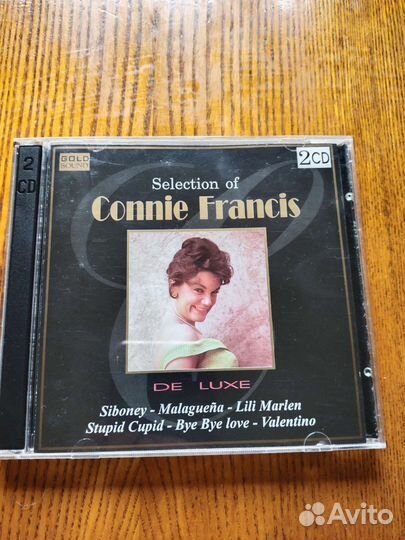 2
CD
GOLD
SOUND
2CD
Selection of
Connie Francis
DE LUXE
Siboney - Malagueña - Lili Marlen
Stupid Cupid - Bye Bye love - Valentino
Avito